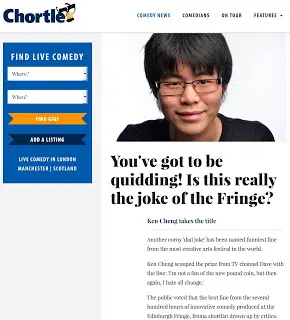 Chortle
COMEDY NEWS
COMEDIANS
ON TOUR
FEATURES
FIND LIVE COMEDY
Where?
When?
FIND GIGS
ADD A LISTING
LIVE COMEDY IN LONDON
MANCHESTER | SCOTLAND
You've got to be
quidding! Is this really
the joke of the Fringe?
Ken Cheng takes the title
Another corny 'dad joke' has been named funniest line
from the most creative arts festival in the world.
Ken Cheng scooped the prize from TV channel Dave with
the line: 'I'm not a fan of the new pound coin, but then
again, I hate all change.'
The public voted that the best line from the several
hundred hours of innovative comedy produced at the
Edinburgh Fringe, from a shortlist drawn up by critics.